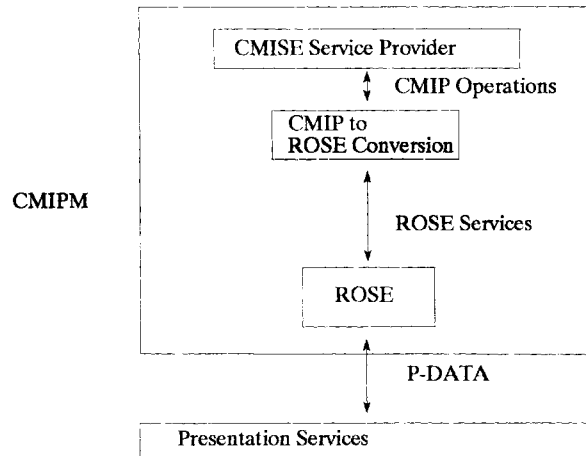 CMISE Service Provider
CMIP Operations
CMIP to
ROSE Conversion
CMIPM
ROSE Services
ROSE
P-DATA
Presentation Services